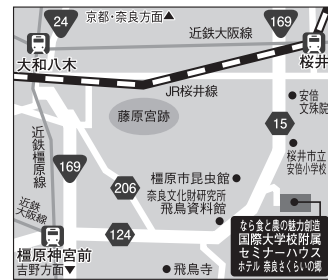 24
京都・奈良方面▲
169
近鉄大阪線
大和八木
桜井
JR桜井線
安倍
文殊院
藤原宮跡
15
近鉄橿原線
桜井市立
安倍小学校
169
橿原市昆虫館
206
奈良文化財研究所
飛鳥資料館
近鉄
大阪線
124
なら食と農の魅力創造
国際大学校附属
セミナーハウス
ホテル 奈良さくらいの郷
橿原神宮前
吉野方面▼
飛鳥寺